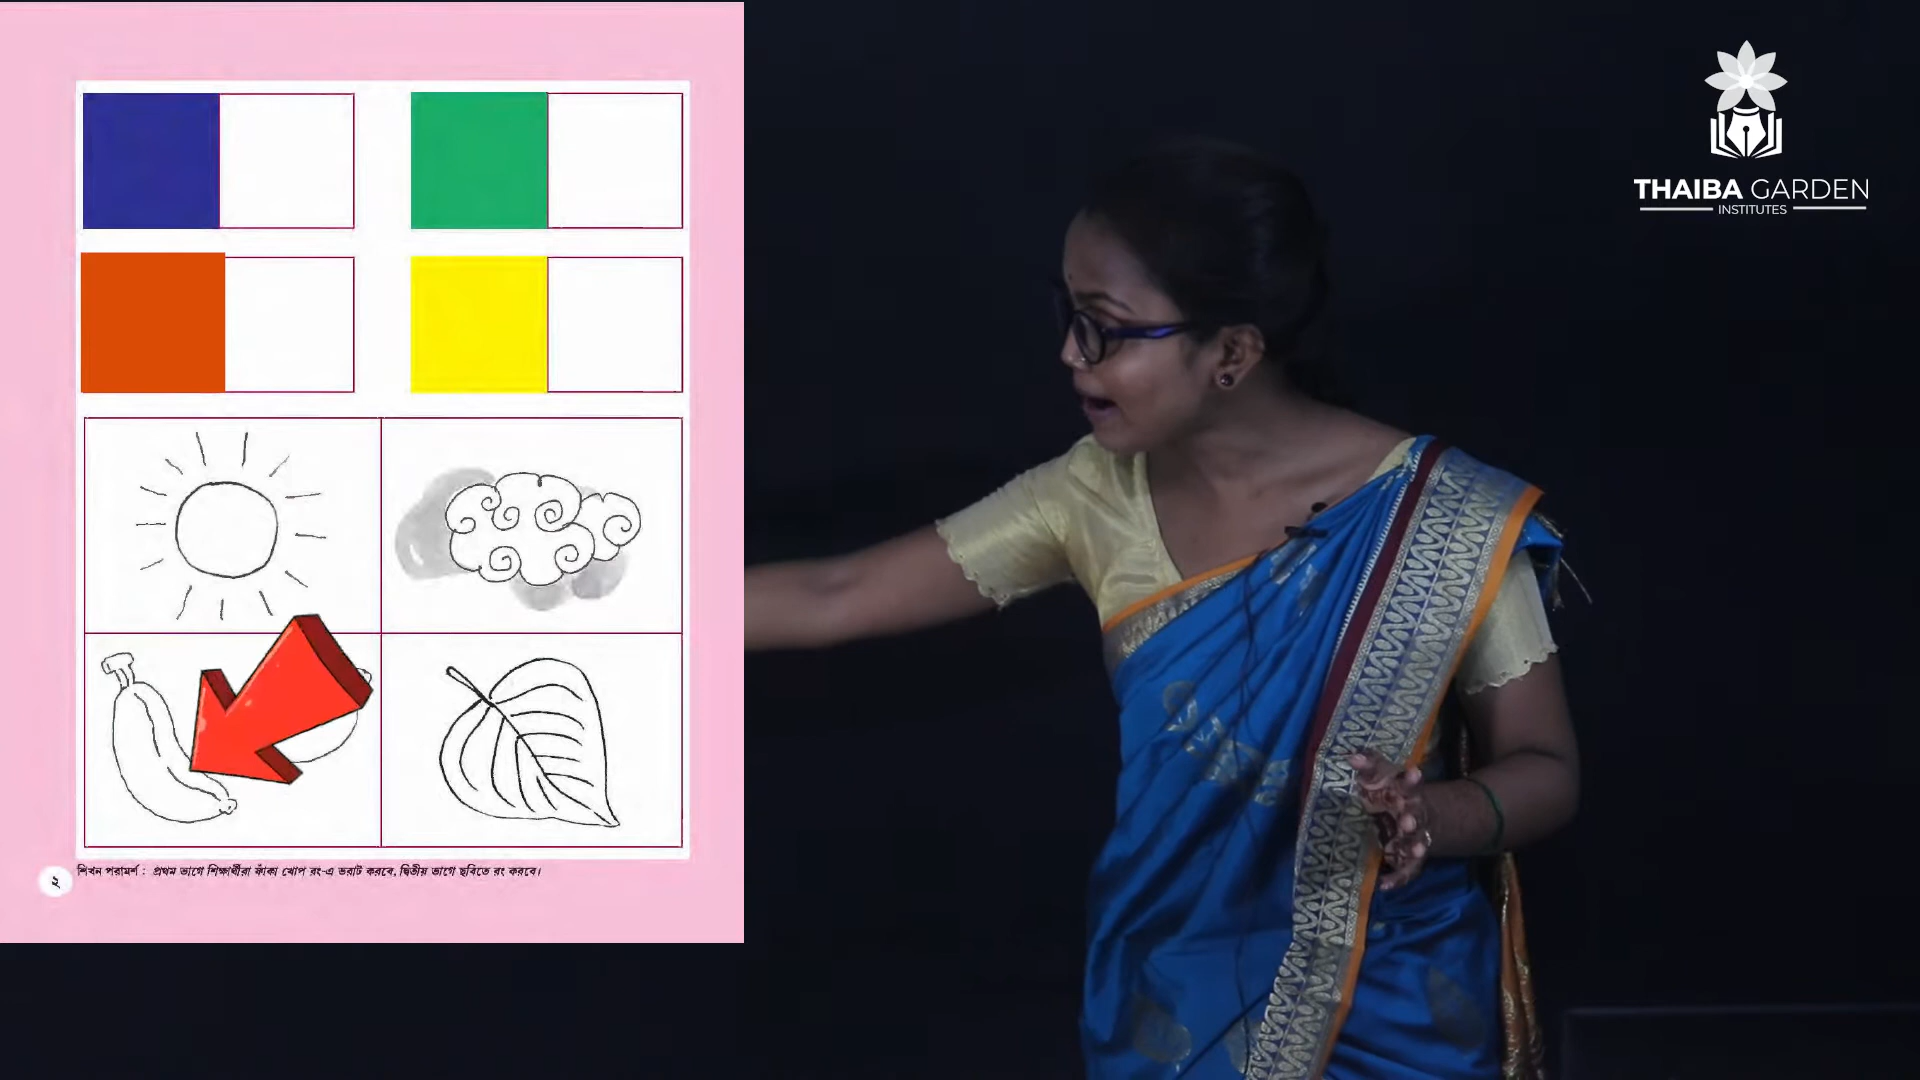 THAIBA GARDEN
INSTITUTES
২ শিখন পরামর্শ : প্রথম ভাগে শিক্ষার্থীরা ফাঁকা খোপ রং-এ ভরাট করবে, দ্বিতীয় ভাগে ছবিতে রং করবে।